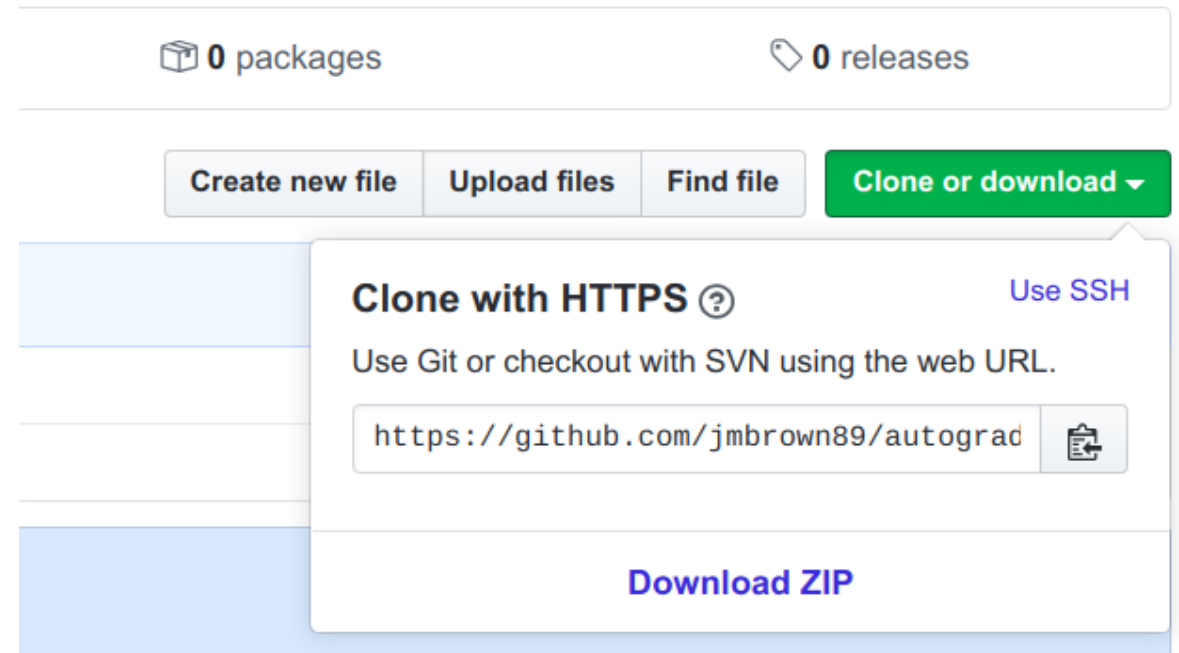 0 packages
0 releases
Create new file
Upload files
Find file
Clone or download
Clone with HTTPS
Use SSH
Use Git or checkout with SVN using the web URL.
https://github.com/jmbrown89/autograd
Download ZIP